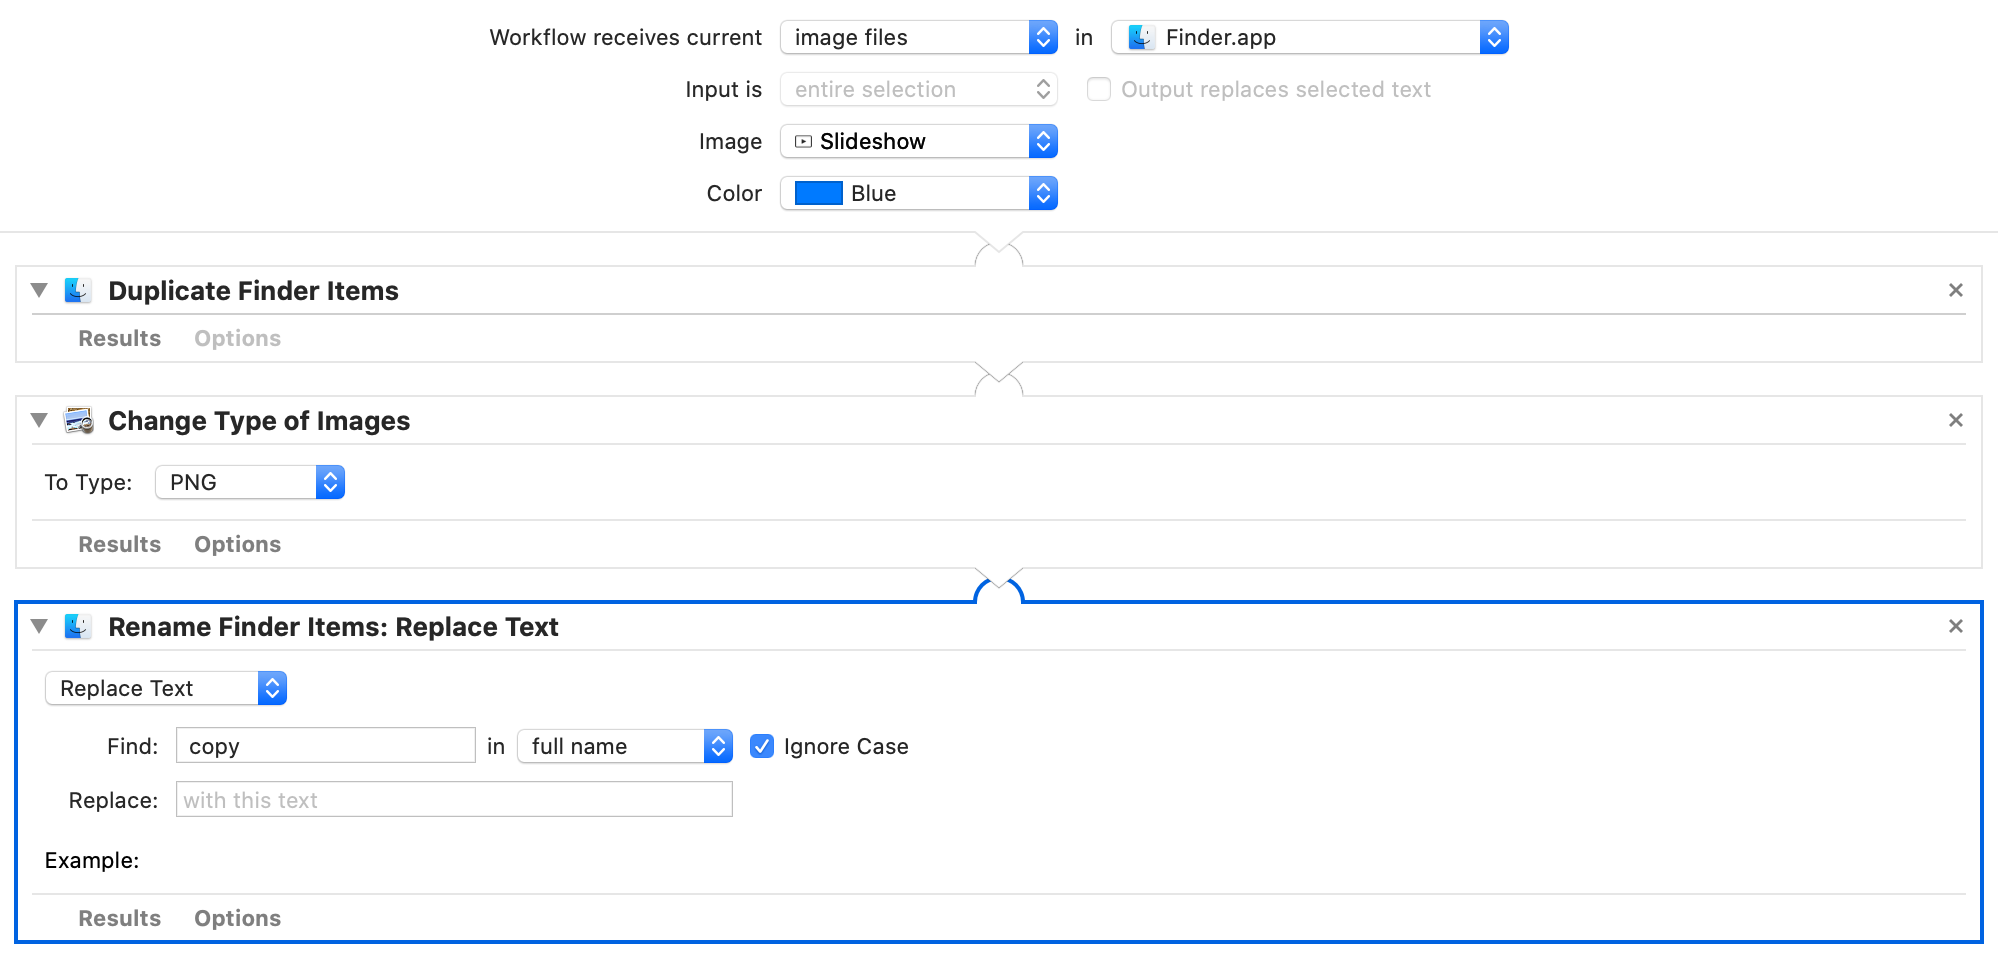 Workflow receives current image files in Finder.app
Input is entire selection Output replaces selected text
Image Slideshow
Color Blue
Duplicate Finder Items
Results Options
Change Type of Images
To Type: PNG
Results Options
Rename Finder Items: Replace Text
Replace Text
Find: copy in full name Ignore Case
Replace: with this text
Example:
Results Options